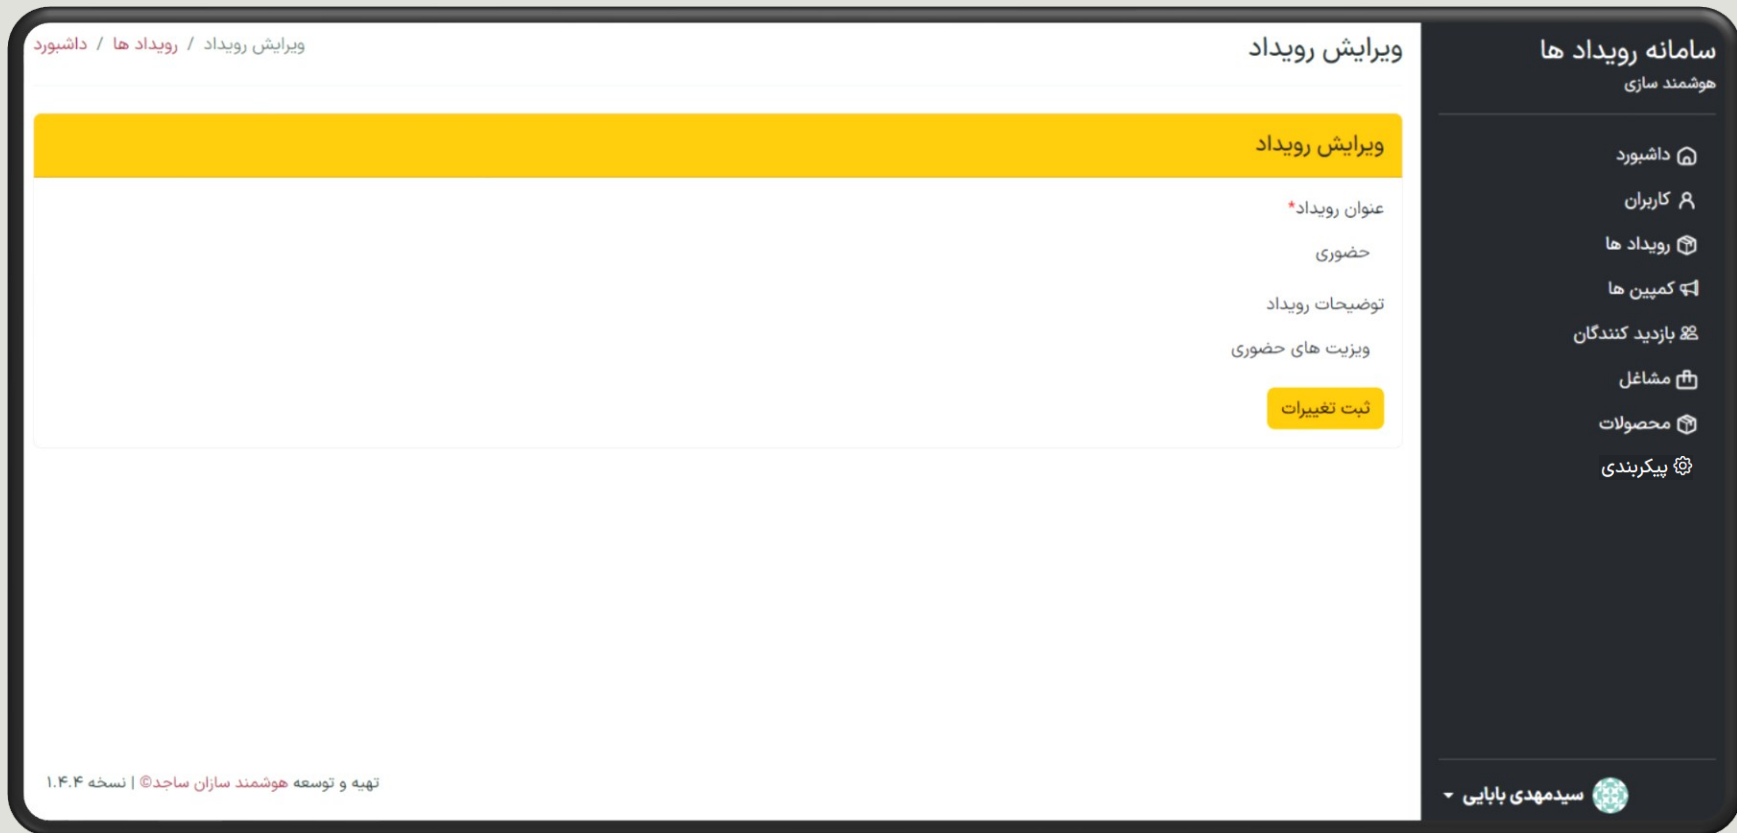 سامانه رویداد ها
هوشمند سازی
داشبورد
کاربران
رویداد ها
کمپین ها
بازدید کنندگان
مشاغل
محصولات
پیکربندی
سیدمهدی بابایی
ویرایش رویداد
داشبورد / رویداد ها / ویرایش رویداد
ویرایش رویداد
عنوان رویداد*
حضوری
توضیحات رویداد
ویزیت های حضوری
ثبت تغییرات
تهیه و توسعه هوشمند سازان ساجد© | نسخه ۱.۴.۴